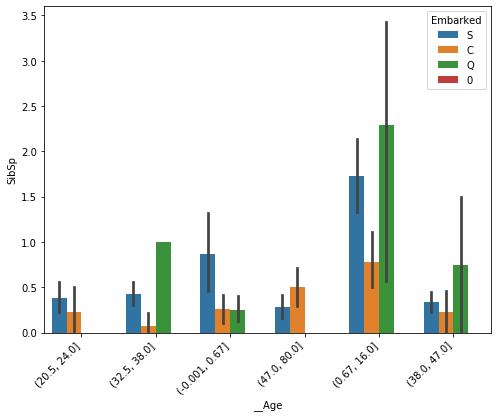 3.5
3.0
2.5
2.0
1.5
1.0
0.5
0.0
SibSp
Embarked
S
C
Q
0
(20.5, 24.0]
(32.5, 38.0]
(-0.001, 0.67]
(47.0, 80.0]
(0.67, 16.0]
(38.0, 47.0]
__Age